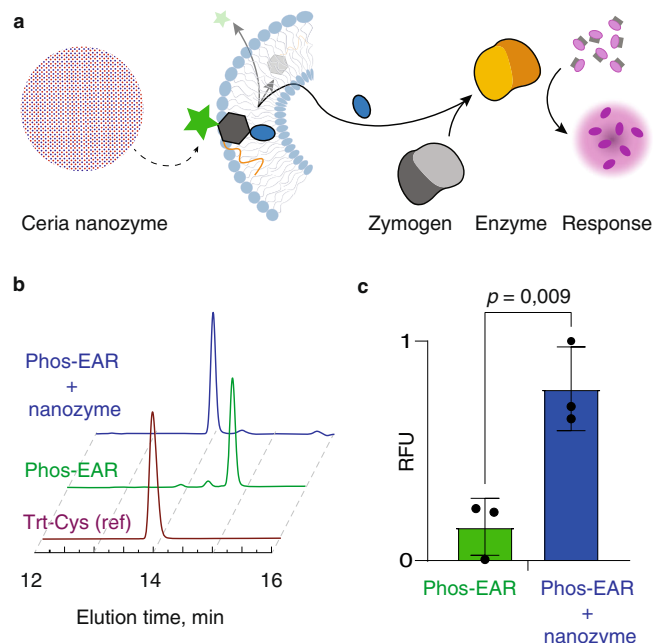 a
Ceria nanozyme
Zymogen
Enzyme
Response
b
Phos-EAR
+
nanozyme
Phos-EAR
Trt-Cys (ref)
12
14
16
Elution time, min
c
p = 0,009
1
RFU
0
Phos-EAR
Phos-EAR
+
nanozyme